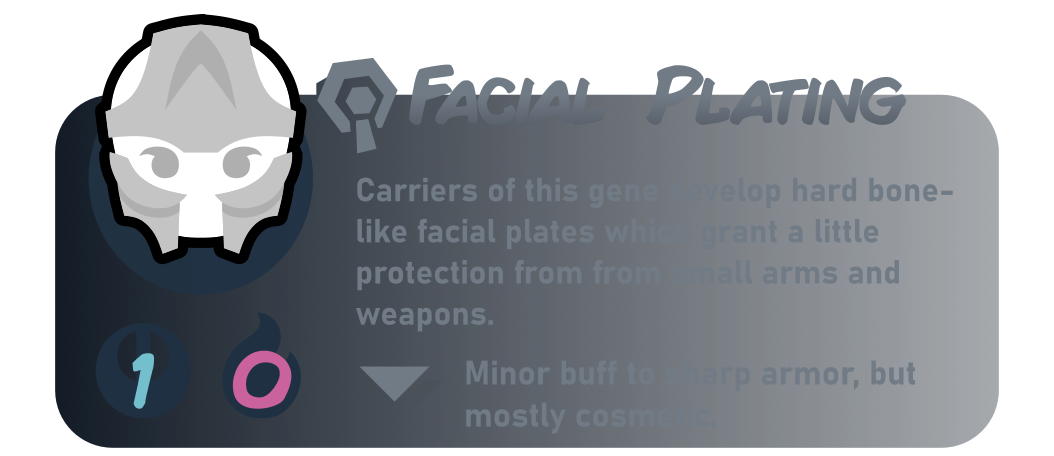 Facial Plating
Carriers of this gene develop hard bone-
like facial plates which grant a little
protection from from small arms and
weapons.
1 0
Minor buff to sharp armor, but
mostly cosmetic.